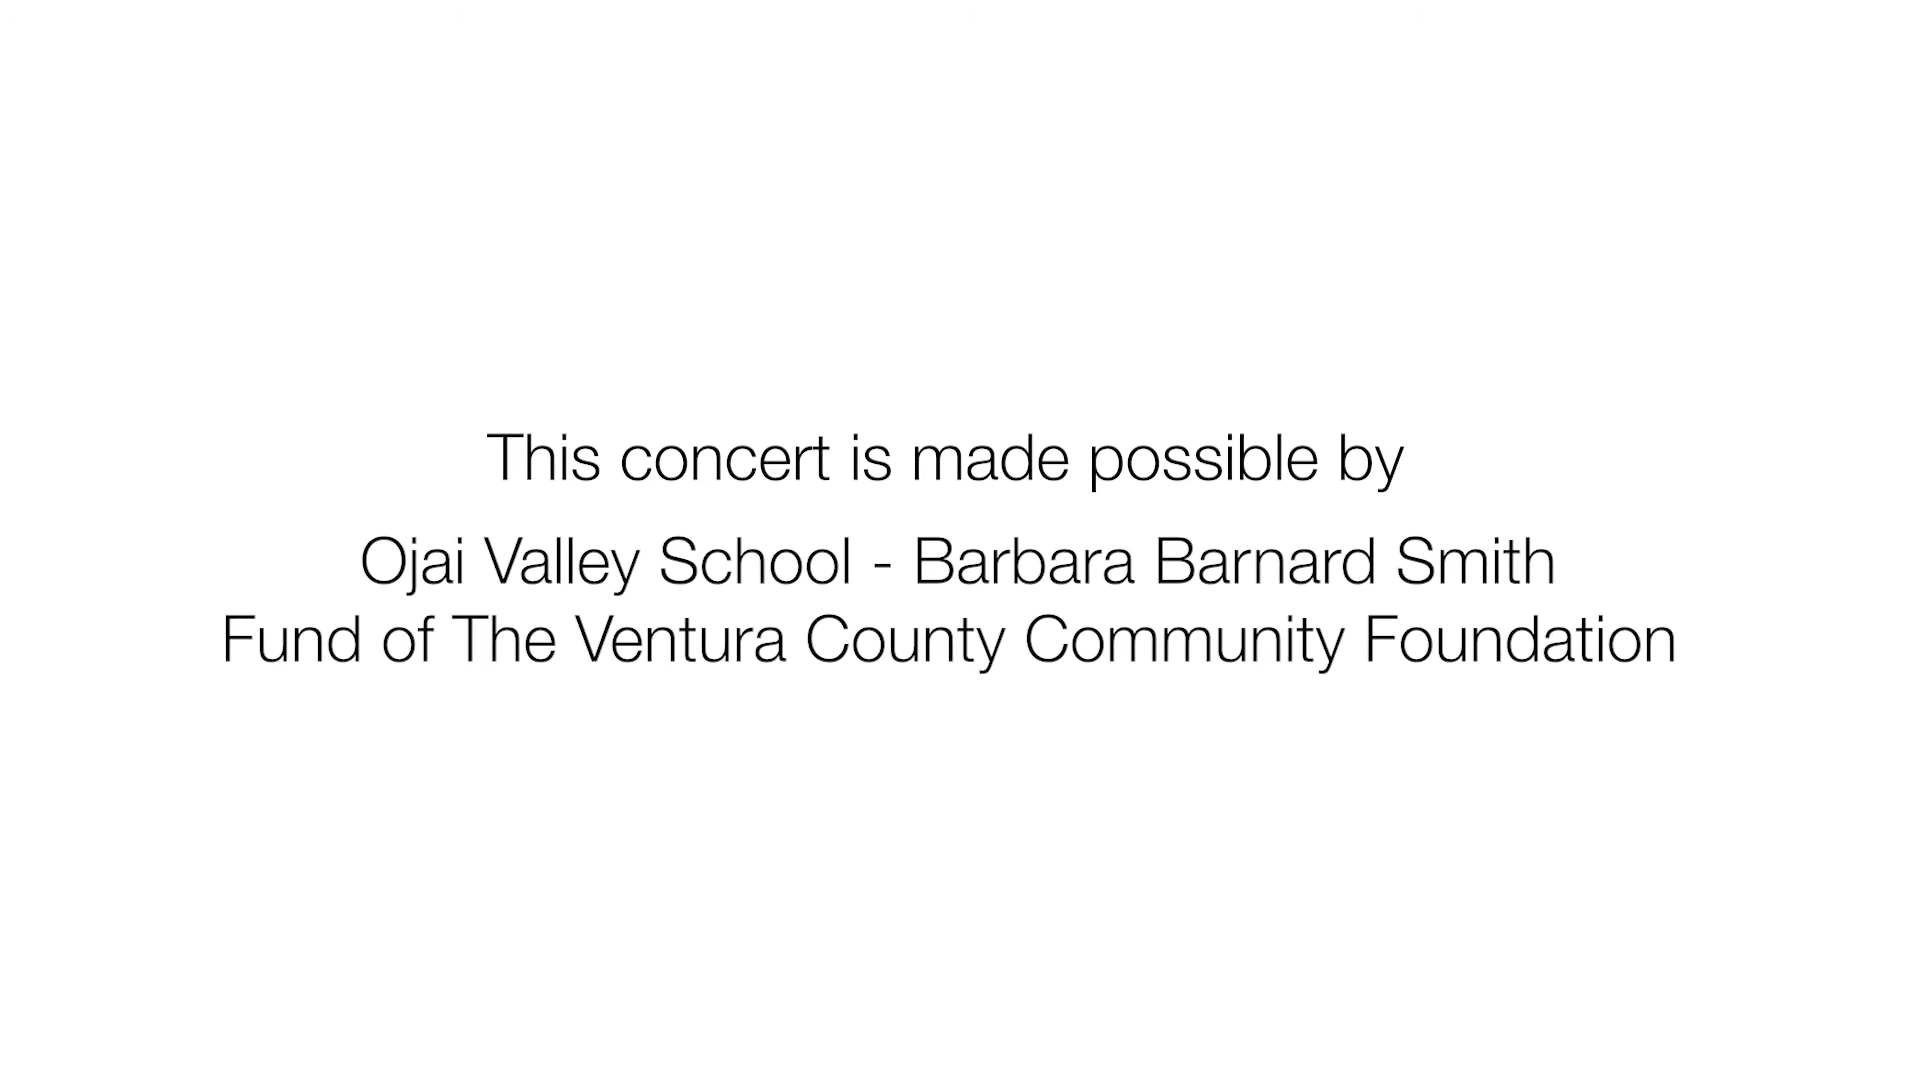 This concert is made possible by
Ojai Valley School - Barbara Barnard Smith
Fund of The Ventura County Community Foundation